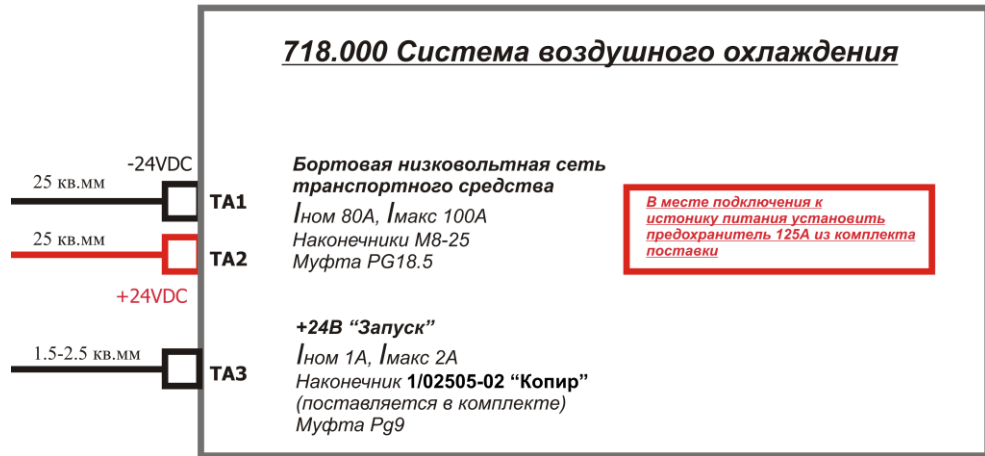 718.000 Система воздушного охлаждения
-24VDC
25 кв.мм
TA1
25 кв.мм
TA2
+24VDC
Бортовая низковольтная сеть
транспортного средства
Iном 80А, Iмакс 100А
Наконечники М8-25
Муфта PG18.5
В месте подключения к
истонику питания установить
предохранитель 125А из комплекта
поставки
1.5-2.5 кв.мм
TA3
+24В “Запуск”
Iном 1А, Iмакс 2А
Наконечник 1/02505-02 “Копир”
(поставляется в комплекте)
Муфта Pg9